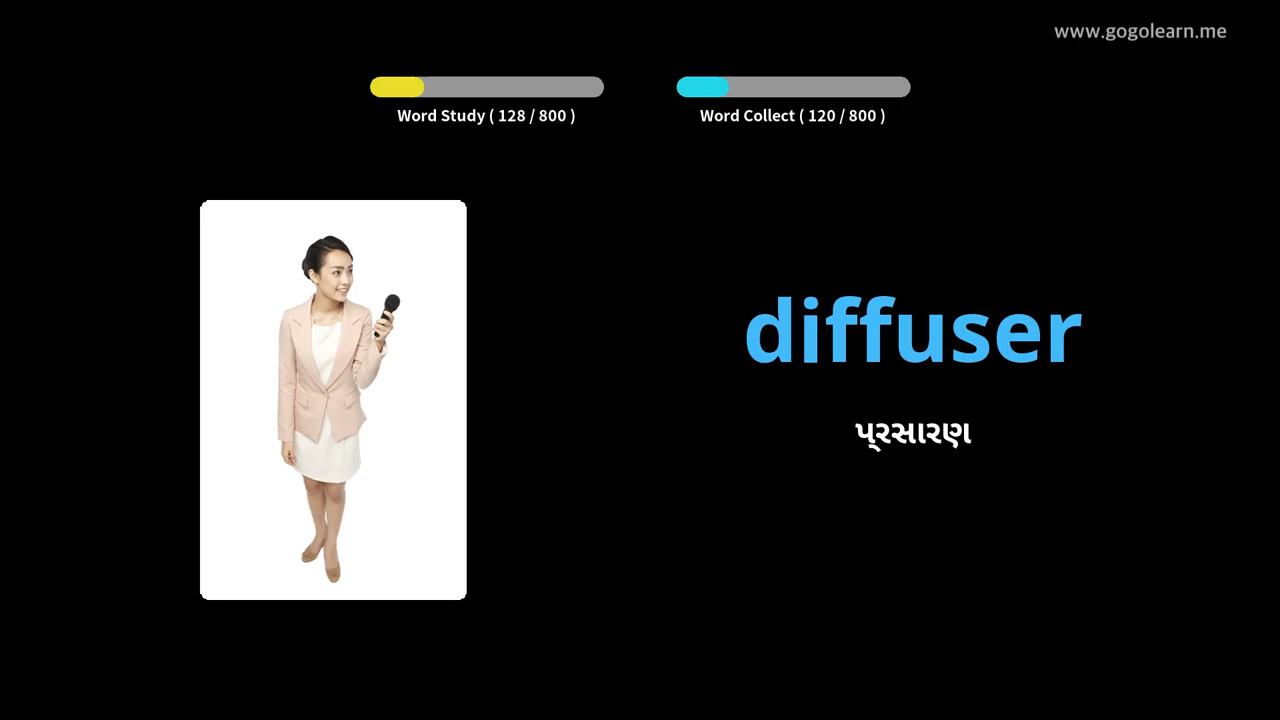 www.gogolearn.me
Word Study ( 128 / 800 )
Word Collect ( 120 / 800 )
diffuser
પ્રસારણ